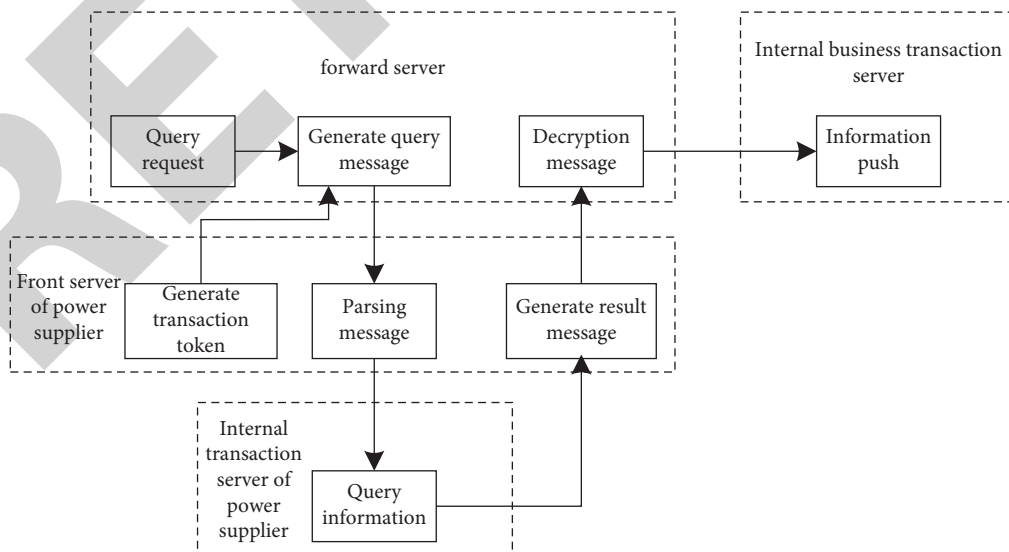 forward server
Internal business transaction
server
Query
request
Generate query
message
Decryption
message
Information
push
Front server
of power
supplier
Generate
transaction
token
Parsing
message
Generate result
message
Internal
transaction
server of
power
supplier
Query
information
RET